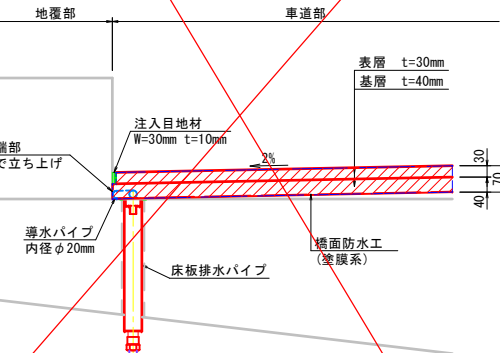 地覆部
車道部
表層 t=30mm
基層 t=40mm
注入目地材
W=30mm t=10mm
端部
で立ち上げ
2%
30
70
40
導水パイプ
内径φ20mm
床板排水パイプ
橋面防水工
(塗膜系)